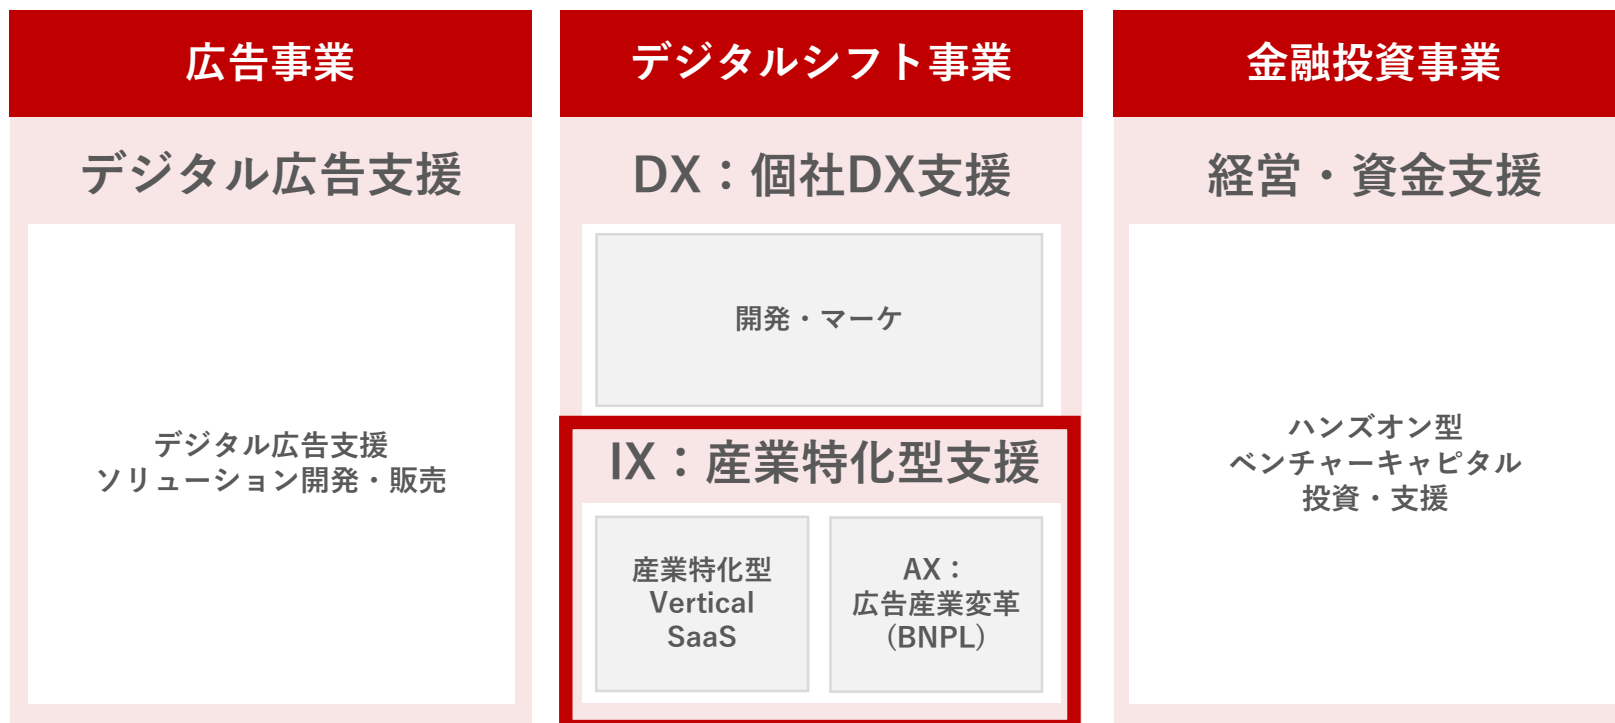 広告事業
デジタル広告支援
デジタル広告支援
ソリューション開発・販売
デジタルシフト事業
DX：個社DX支援
開発・マーケ
IX：産業特化型支援
産業特化型
Vertical
SaaS
AX：
広告産業変革
(BNPL)
金融投資事業
経営・資金支援
ハンズオン型
ベンチャーキャピタル
投資・支援